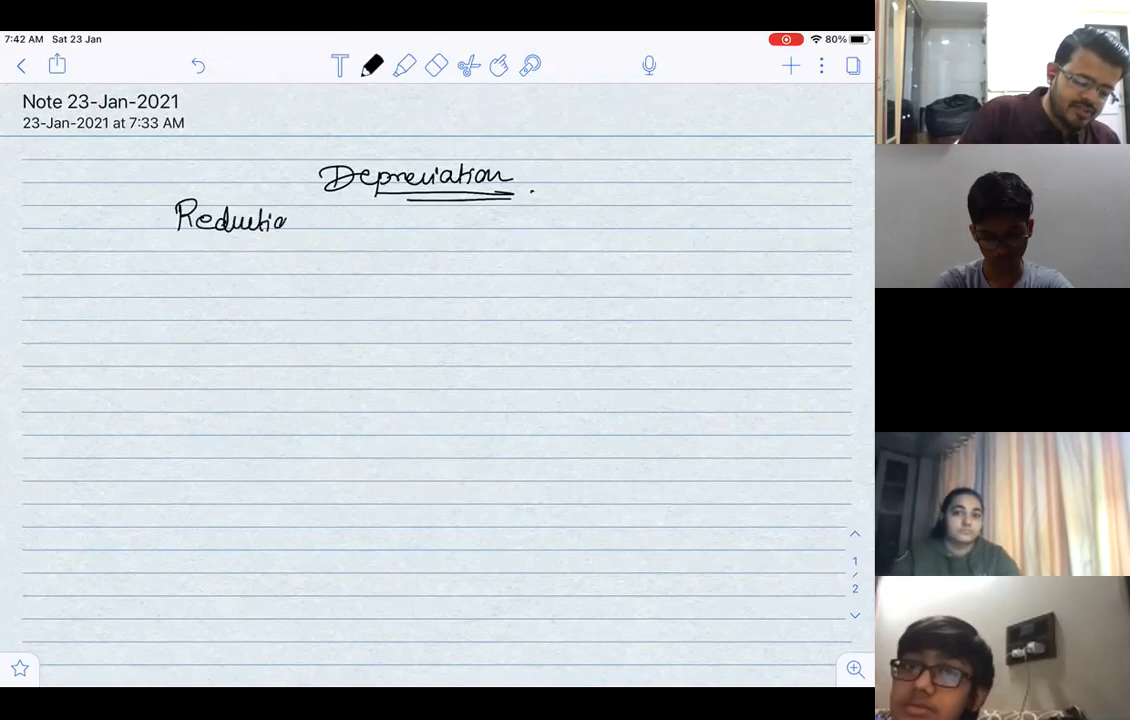 7:42 AM Sat 23 Jan 80%
T
Note 23-Jan-2021
23-Jan-2021 at 7:33 AM
Depreciation.
Reductio
1
/
2